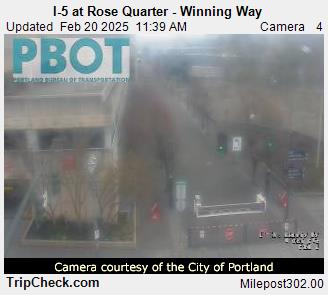 I-5 at Rose Quarter - Winning Way
Updated Feb 20 2025 11:39 AM Camera 4
PBOT
PORTLAND BUREAU OF TRANSPORTATION
Camera courtesy of the City of Portland
TripCheck.com Milepost302.00